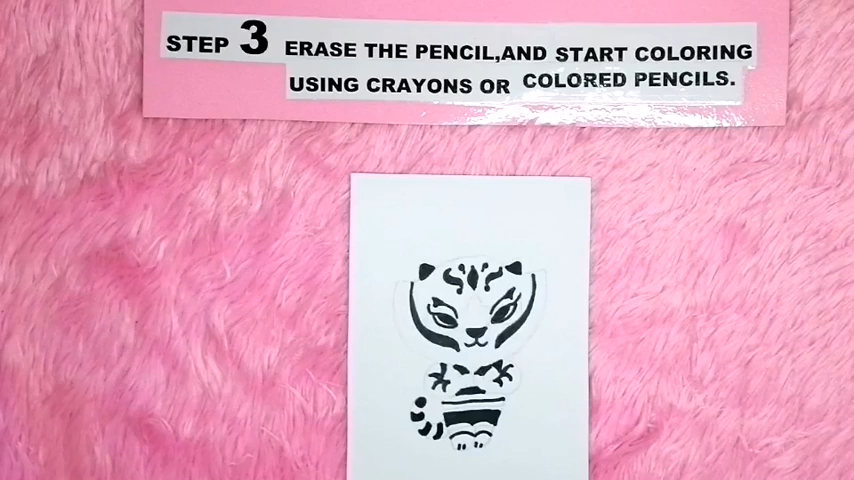 STEP 3 ERASE THE PENCIL,AND START COLORING
USING CRAYONS OR COLORED PENCILS.